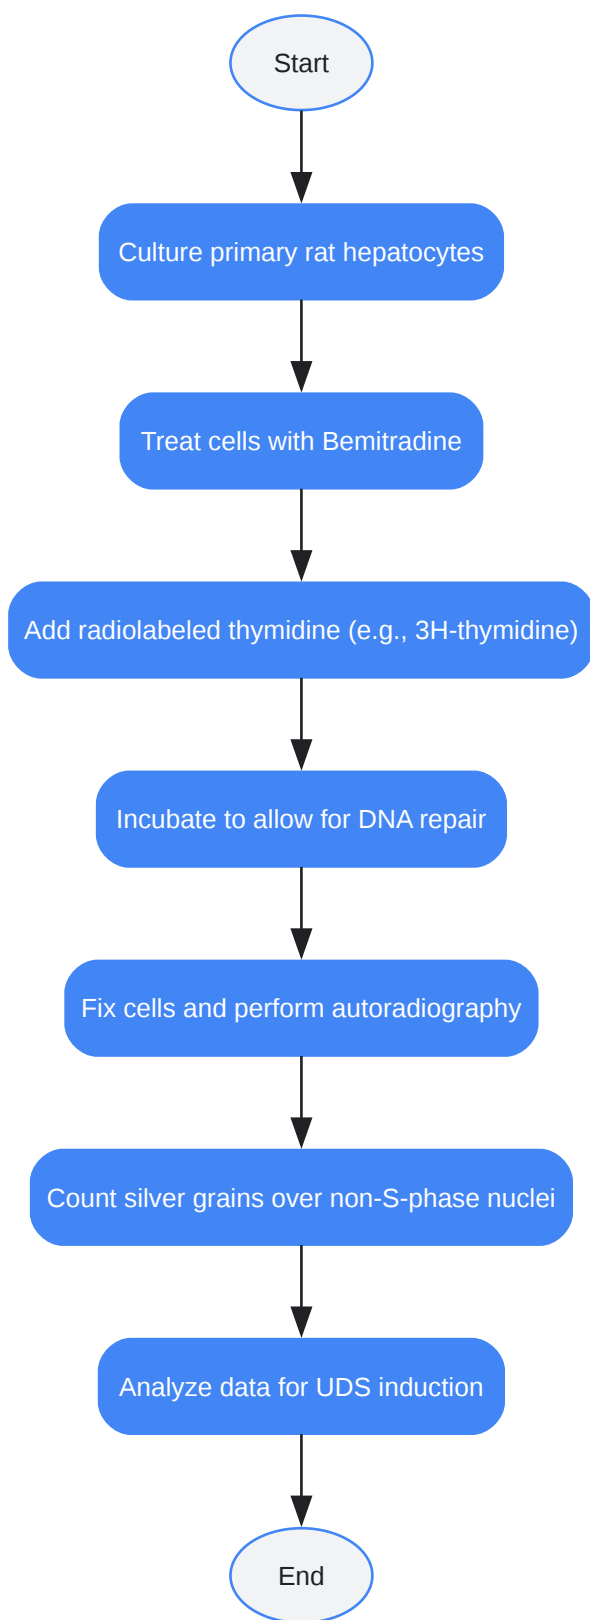 Start
Culture primary rat hepatocytes
Treat cells with Bemitradine
Add radiolabeled thymidine (e.g., 3H-thymidine)
Incubate to allow for DNA repair
Fix cells and perform autoradiography
Count silver grains over non-S-phase nuclei
Analyze data for UDS induction
End